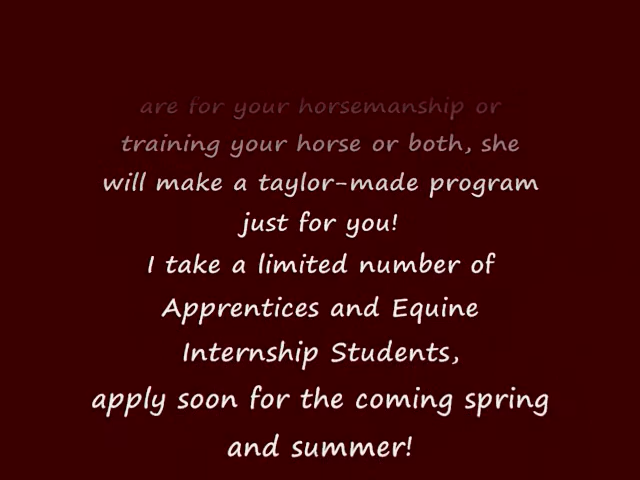 are for your horsemanship or
training your horse or both, she
will make a taylor-made program
just for you!
I take a limited number of
Apprentices and Equine
Internship Students,
apply soon for the coming spring
and summer!